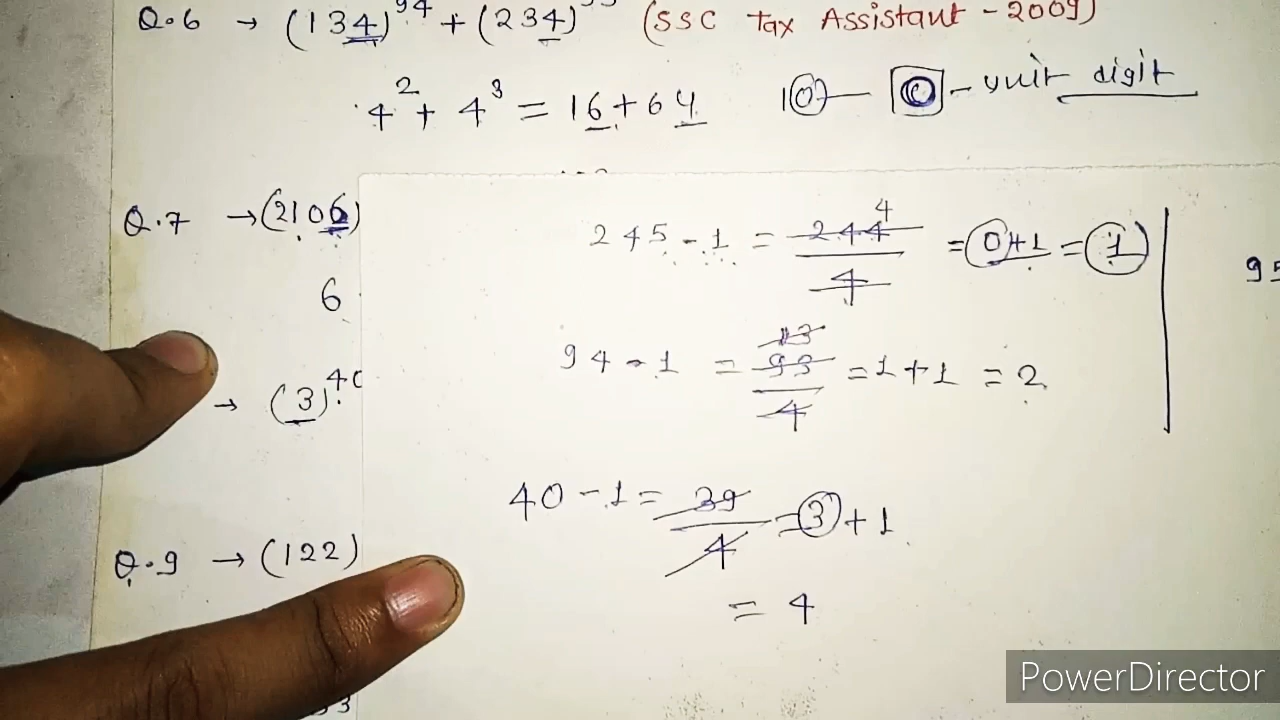 Q.6 → (134)^94 + (234) (SSC Tax Assistant - 2009)
4^2 + 4^3 = 16 + 64 10 — 0 - unit digit
Q.7 → (2106)
6
245 - 1 = 244/4 = 0+1 = 1
95
94 - 1 = 93/4 = 1 + 1 = 2
→ (3)^40
40 - 1 = 39/4 = 3 + 1
= 4
Q.9 → (122)
PowerDirector